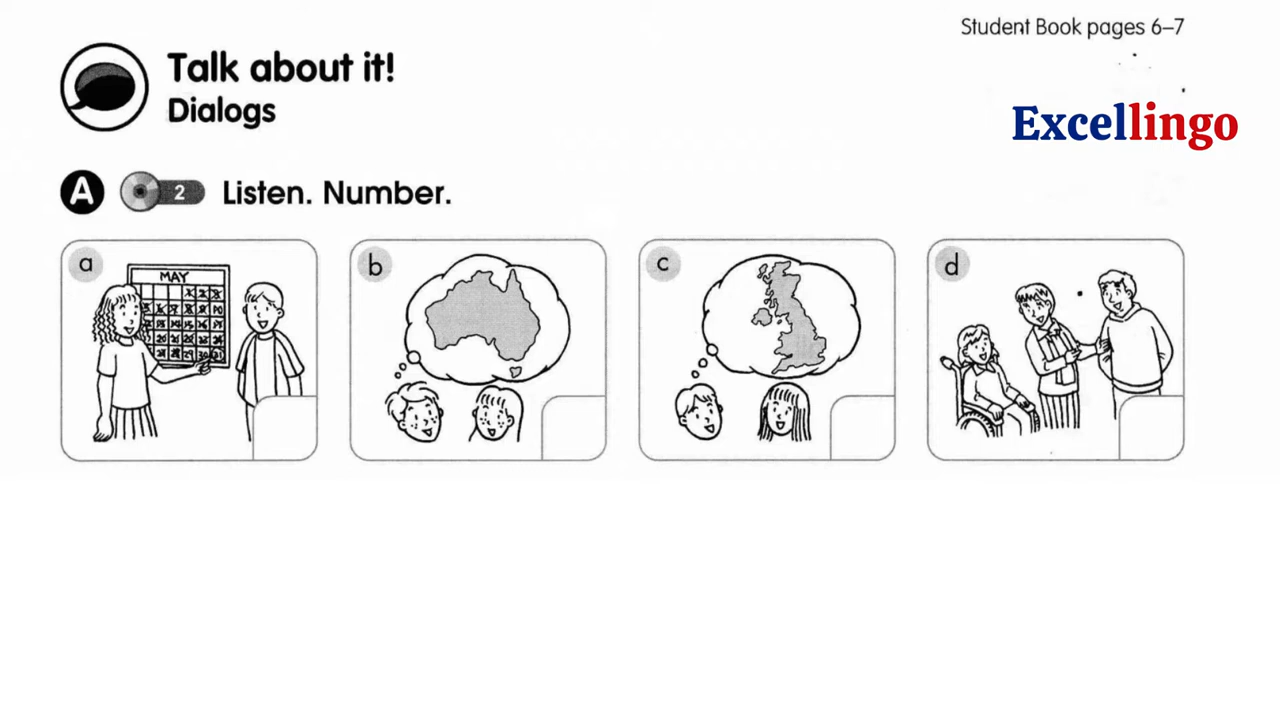 Student Book pages 6–7
Talk about it!
Dialogs
Excellingo
A 2 Listen. Number.
a
b
c
d
MAY